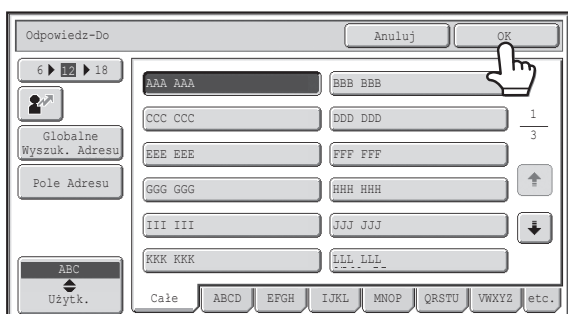 Odpowiedz-Do
Anuluj
OK
6 12 18
AAA AAA
BBB BBB
CCC CCC
DDD DDD
1
3
Globalne
Wyszuk. Adresu
EEE EEE
FFF FFF
Pole Adresu
GGG GGG
HHH HHH
III III
JJJ JJJ
KKK KKK
LLL LLL
ABC
Użytk.
Całe
ABCD
EFGH
IJKL
MNOP
QRSTU
VWXYZ
etc.